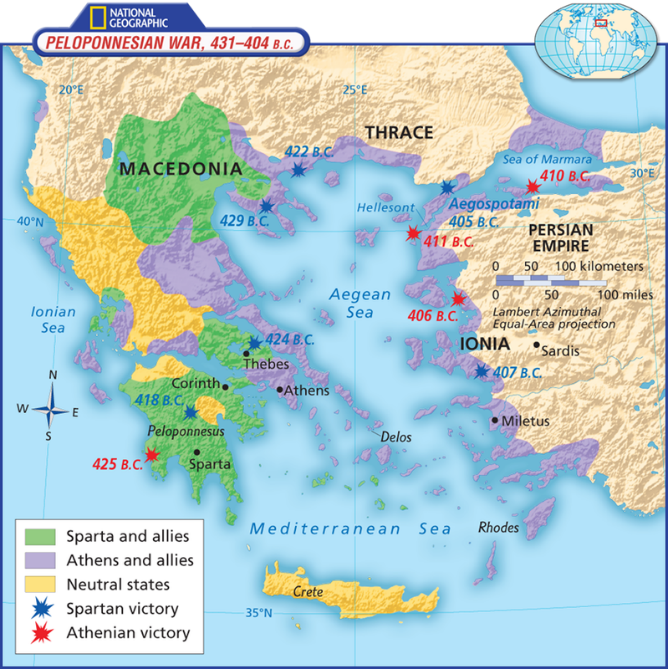 NATIONAL
GEOGRAPHIC
PELOPONNESIAN WAR, 431–404 B.C.
20°E
25°E
THRACE
422 B.C.
MACEDONIA
Sea of Marmara
410 B.C.
30°E
Hellesont
Aegospotami
405 B.C.
429 B.C.
40°N
411 B.C.
PERSIAN
EMPIRE
0 50 100 kilometers
0 50 100 miles
Lambert Azimuthal
Equal-Area projection
Aegean
Sea
406 B.C.
Ionian
Sea
424 B.C.
IONIA
Sardis
Thebes
407 B.C.
N
W
E
S
Corinth
Athens
418 B.C.
Miletus
Peloponnesus
Delos
425 B.C.
Sparta
Mediterranean Sea
Rhodes
Sparta and allies
Athens and allies
Neutral states
Spartan victory
Athenian victory
Crete
35°N